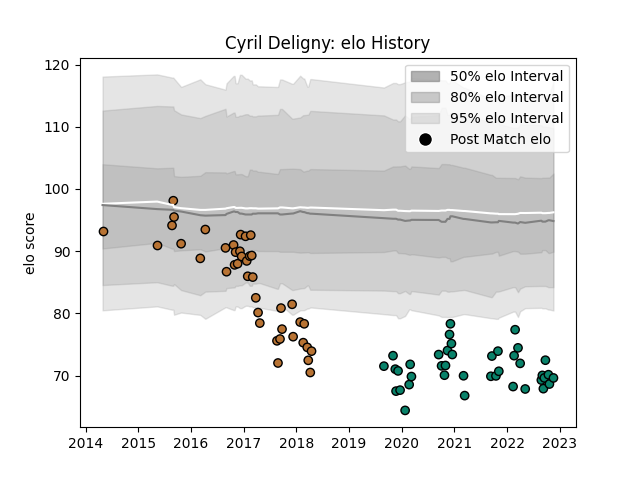 Cyril Deligny: elo History
120
110
100
90
80
70
elo score
50% elo Interval
80% elo Interval
95% elo Interval
Post Match elo
2014 2015 2016 2017 2018 2019 2020 2021 2022 2023